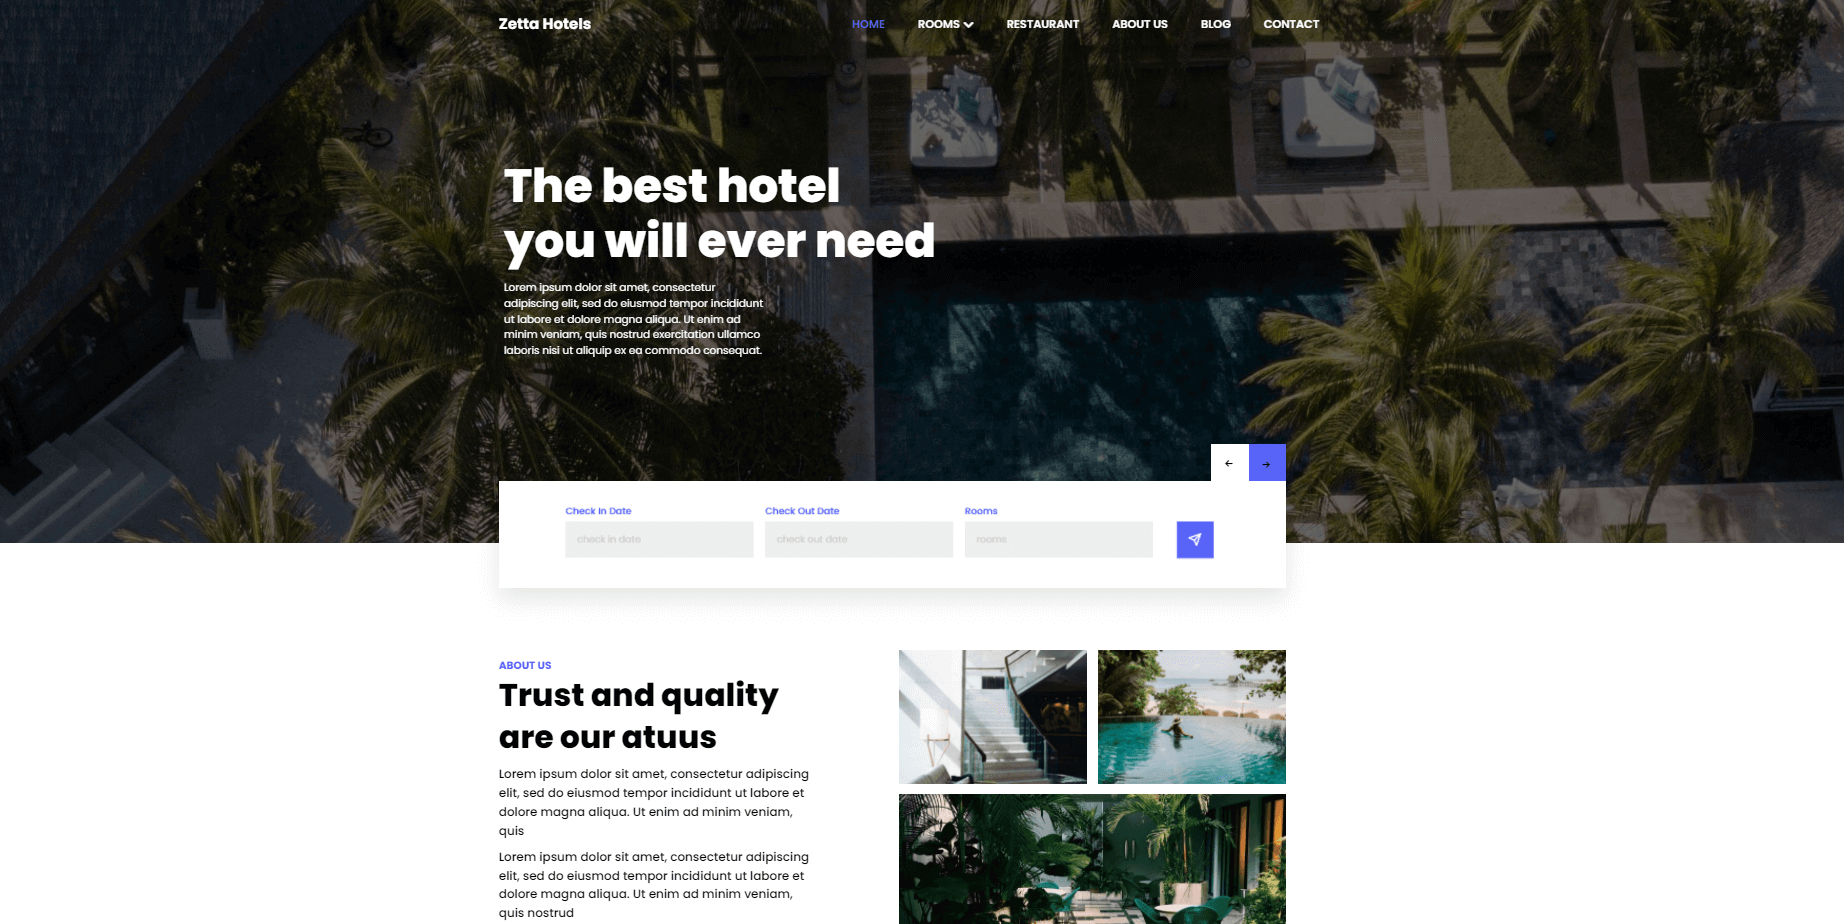 Zetta Hotels
HOME ROOMS RESTAURANT ABOUT US BLOG CONTACT
The best hotel
you will ever need
Lorem ipsum dolor sit amet, consectetur
adipiscing elit, sed do eiusmod tempor incididunt
ut labore et dolore magna aliqua. Ut enim ad
minim veniam, quis nostrud exercitation ullamco
laboris nisi ut aliquip ex ea commodo consequat.
Check In Date
check in date
Check Out Date
check out date
Rooms
rooms
ABOUT US
Trust and quality
are our atuus
Lorem ipsum dolor sit amet, consectetur adipiscing
elit, sed do eiusmod tempor incididunt ut labore et
dolore magna aliqua. Ut enim ad minim veniam,
quis
Lorem ipsum dolor sit amet, consectetur adipiscing
elit, sed do eiusmod tempor incididunt ut labore et
dolore magna aliqua. Ut enim ad minim veniam,
quis nostrud